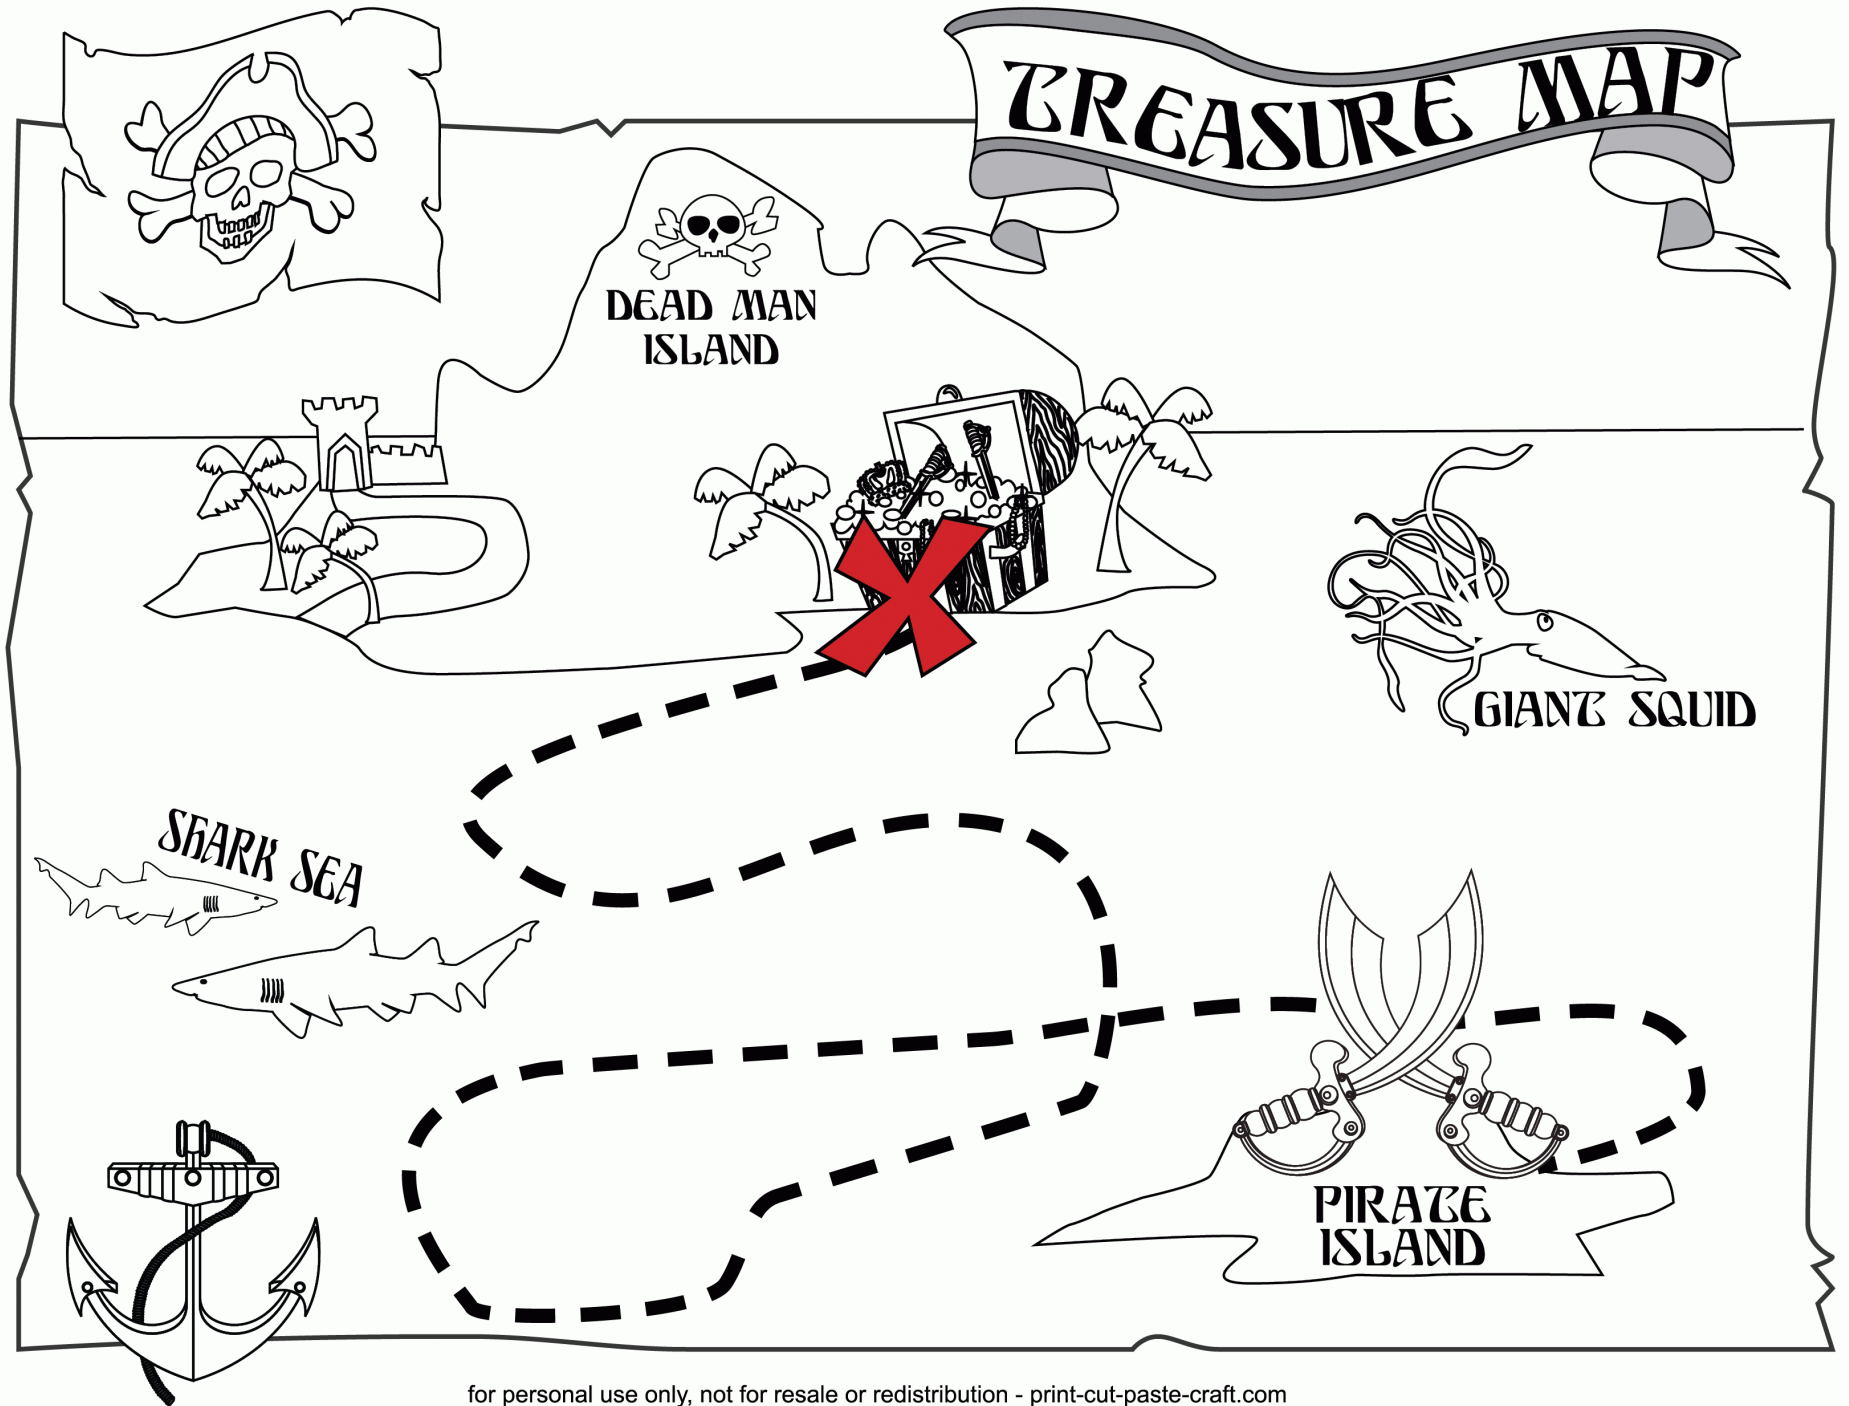 TREASURE MAP
DEAD MAN
ISLAND
GIANT SQUID
SHARK SEA
PIRATE
ISLAND
for personal use only, not for resale or redistribution - print-cut-paste-craft.com